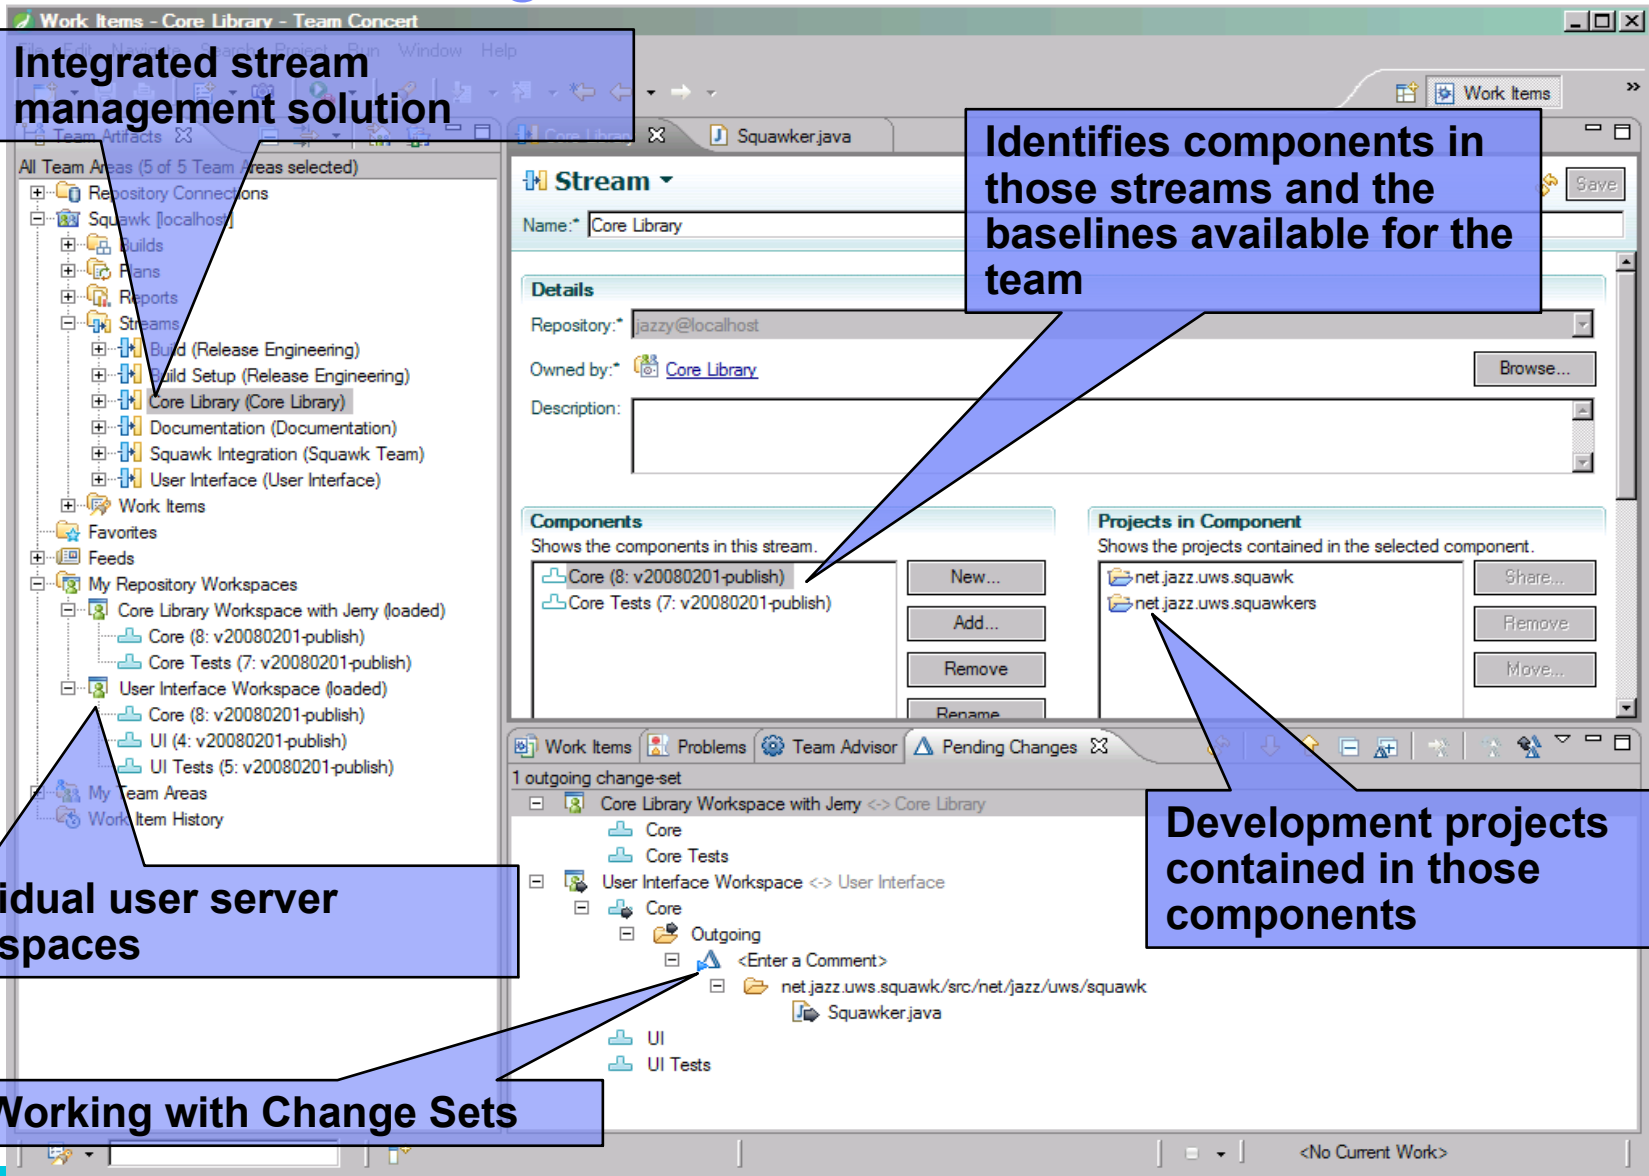 Work Items - Core Library - Team Concert
File Edit Navigate Search Project Run Window Help
Integrated stream
management solution
Work Items
Team Artifacts
All Team Areas (5 of 5 Team Areas selected)
Repository Connections
Squawk [localhost]
Builds
Plans
Reports
Streams
Build (Release Engineering)
Build Setup (Release Engineering)
Core Library (Core Library)
Documentation (Documentation)
Squawk Integration (Squawk Team)
User Interface (User Interface)
Work Items
Favorites
Feeds
My Repository Workspaces
Core Library Workspace with Jerry (loaded)
Core (8: v20080201-publish)
Core Tests (7: v20080201-publish)
User Interface Workspace (loaded)
Core (8: v20080201-publish)
UI (4: v20080201-publish)
UI Tests (5: v20080201-publish)
My Team Areas
Work Item History
idual user server
spaces
Core Library
Squawker.java
Stream
Save
Name:* Core Library
Identifies components in
those streams and the
baselines available for the
team
Details
Repository:* jazzy@localhost
Owned by:* Core Library
Browse...
Description:
Components
Shows the components in this stream.
Core (8: v20080201-publish)
Core Tests (7: v20080201-publish)
New...
Add...
Remove
Rename
Projects in Component
Shows the projects contained in the selected component.
net.jazz.uws.squawk
net.jazz.uws.squawkers
Share...
Remove
Move...
Work Items Problems Team Advisor Pending Changes
1 outgoing change-set
Core Library Workspace with Jerry <-> Core Library
Core
Core Tests
User Interface Workspace <-> User Interface
Core
Outgoing
<Enter a Comment>
net.jazz.uws.squawk/src/net/jazz/uws/squawk
Squawker.java
UI
UI Tests
Development projects
contained in those
components
Working with Change Sets
<No Current Work>